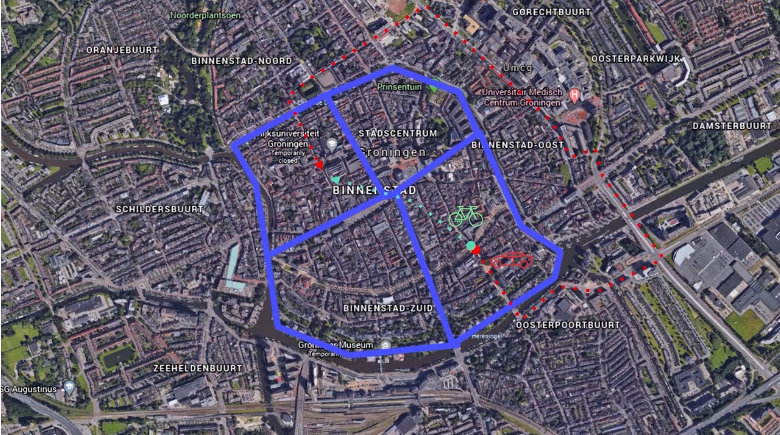 GORECHTBUURT
Noorderplantsoen
ORANJEBUURT
BINNENSTAD-NOORD
OOSTERPARKWIJK
Umcg
Prinsentuin
Universitair Medisch
Centrum Groningen
H
DAMSTERBUURT
Rijksuniversiteit
Groningen
Temporarily
closed
STADSCENTRUM
Groningen
BINNENSTAD-OOST
BINNENSTAD
SCHILDERSBUURT
BINNENSTAD-ZUID
OOSTERPOORTBUURT
Heresingel
Groninger Museum
Temporarily
ZEEHELDENBUURT
SG Augustinus